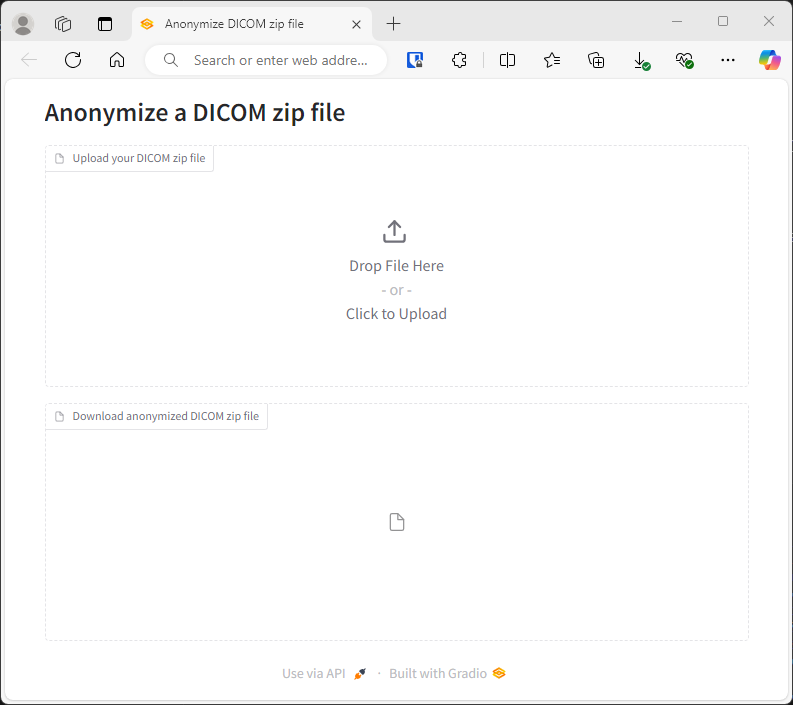 Anonymize DICOM zip file
Search or enter web addre...
Anonymize a DICOM zip file
Upload your DICOM zip file
Drop File Here
- or -
Click to Upload
Download anonymized DICOM zip file
Use via API · Built with Gradio